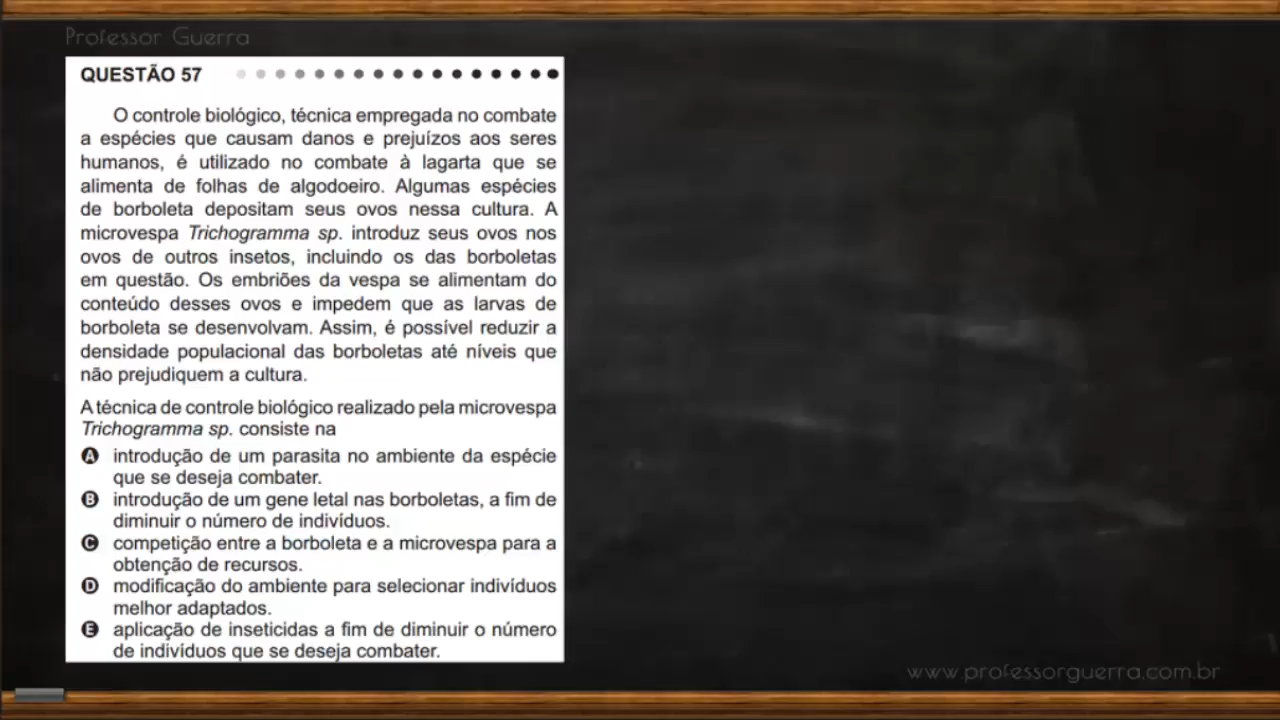 Professor Guerra
QUESTÃO 57
O controle biológico, técnica empregada no combate
a espécies que causam danos e prejuízos aos seres
humanos, é utilizado no combate à lagarta que se
alimenta de folhas de algodoeiro. Algumas espécies
de borboleta depositam seus ovos nessa cultura. A
microvespa Trichogramma sp. introduz seus ovos nos
ovos de outros insetos, incluindo os das borboletas
em questão. Os embriões da vespa se alimentam do
conteúdo desses ovos e impedem que as larvas de
borboleta se desenvolvam. Assim, é possível reduzir a
densidade populacional das borboletas até níveis que
não prejudiquem a cultura.
A técnica de controle biológico realizado pela microvespa
Trichogramma sp. consiste na
A introdução de um parasita no ambiente da espécie
que se deseja combater.
B introdução de um gene letal nas borboletas, a fim de
diminuir o número de indivíduos.
C competição entre a borboleta e a microvespa para a
obtenção de recursos.
D modificação do ambiente para selecionar indivíduos
melhor adaptados.
E aplicação de inseticidas a fim de diminuir o número
de indivíduos que se deseja combater.
www.professorguerra.com.br